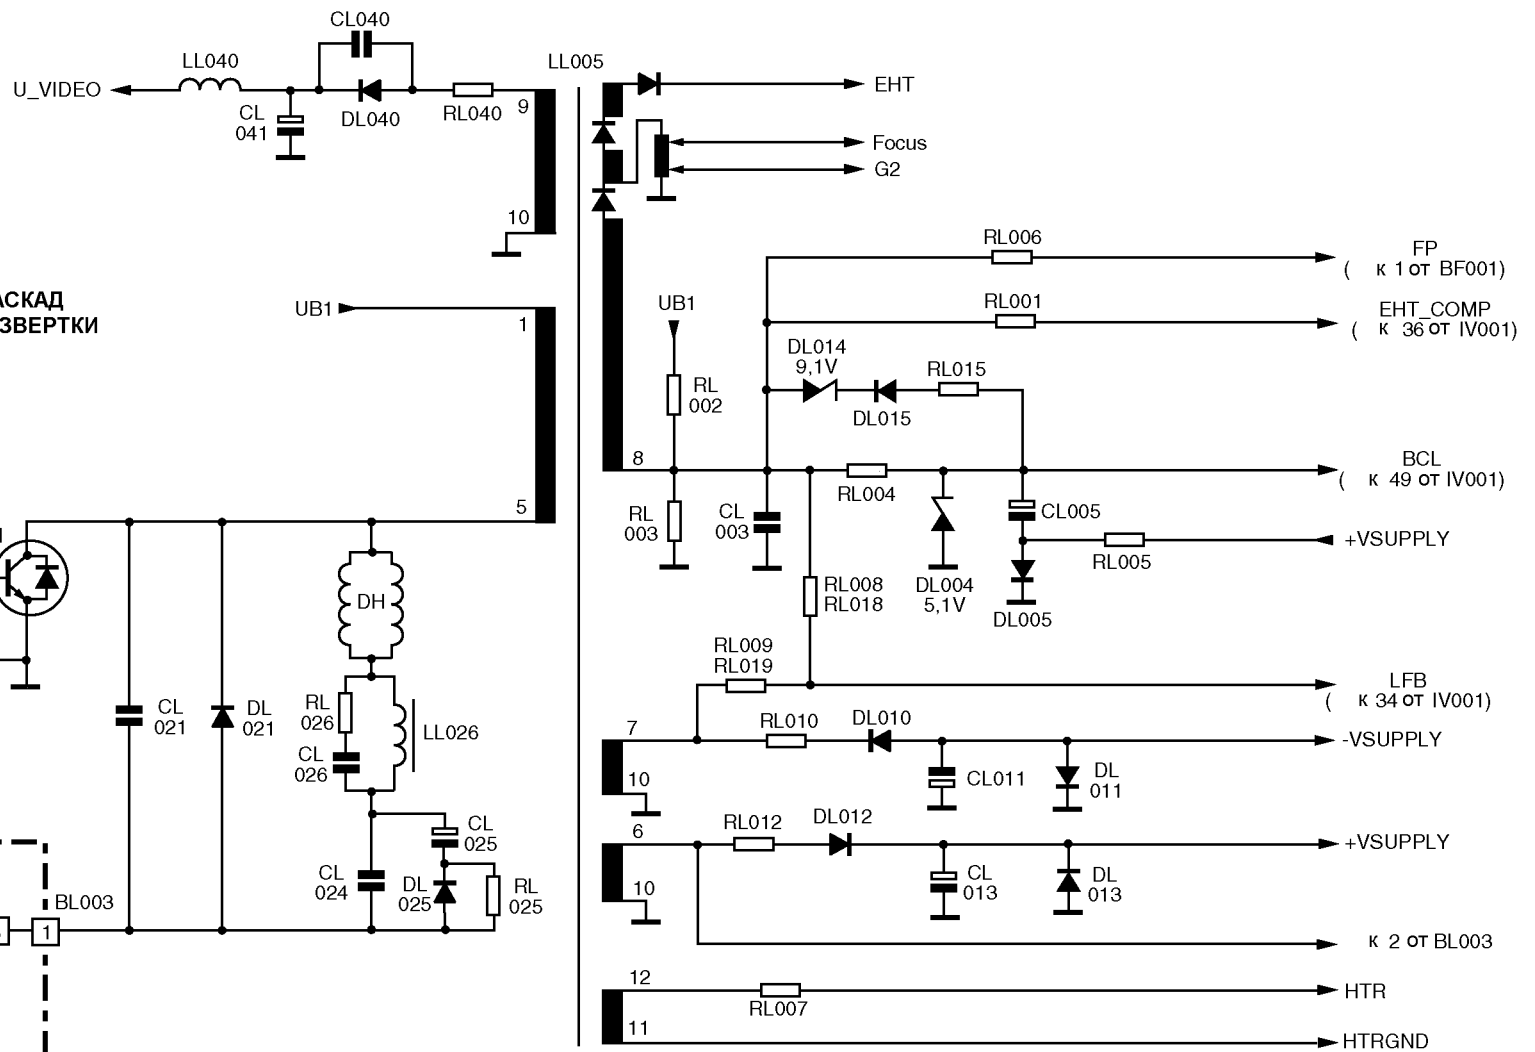 CL040
LL040
LL005
U_VIDEO
EHT
CL
041
DL040
RL040
9
Focus
G2
10
RL006
FP
( к 1 от BF001)
АСКАД
ЗВЕРТКИ
UB1
1
UB1
RL001
EHT_COMP
( к 36 от IV001)
DL014
9,1V
RL015
RL
002
DL015
8
BCL
( к 49 от IV001)
RL004
5
RL
003
CL
003
CL005
+VSUPPLY
RL005
DH
RL008
RL018
DL004
5,1V
DL005
RL009
RL019
LFB
( к 34 от IV001)
CL
021
DL
021
RL
026
LL026
CL
026
7
RL010
DL010
-VSUPPLY
10
CL011
DL
011
CL
025
6
RL012
DL012
+VSUPPLY
CL
024
DL
025
RL
025
10
CL
013
DL
013
BL003
1
к 2 от BL003
12
RL007
HTR
11
HTRGND